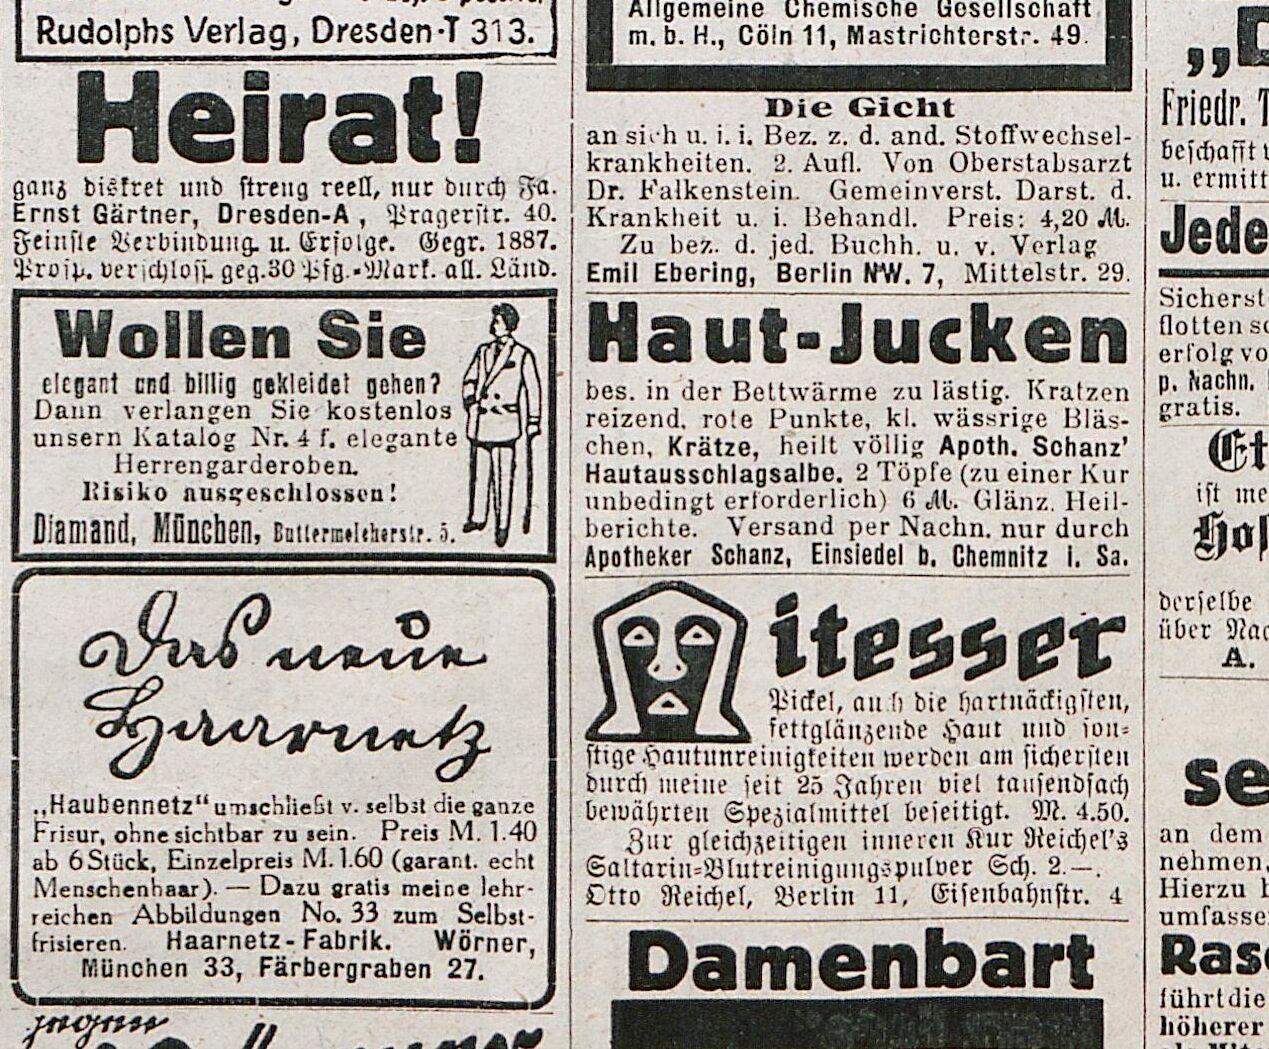 Rudolphs Verlag, Dresden-T 313.
Heirat!
ganz diskret und streng reell, nur durch Fa.
Ernst Gärtner, Dresden-A, Pragerstr. 40.
Feinste Verbindung. u. Erfolge. Gegr. 1887.
Prosp. verschloss. geg. 30 Pfg.-Mark. all. Länd.
Wollen Sie
elegant und billig gekleidet gehen?
Dann verlangen Sie kostenlos
unsern Katalog Nr. 4 f. elegante
Herrengarderoben.
Risiko ausgeschlossen!
Diamand, München, Buttermelcherstr. 5.
Das neue
Haarnetz
„Haubennetz“ umschließt v. selbst die ganze
Frisur, ohne sichtbar zu sein. Preis M. 1.40
ab 6 Stück, Einzelpreis M. 1.60 (garant. echt
Menschenhaar). — Dazu gratis meine lehr-
reichen Abbildungen No. 33 zum Selbst-
frisieren. Haarnetz-Fabrik. Wörner,
München 33, Färbergraben 27.
Allgemeine Chemische Gesellschaft
m. b. H., Cöln 11, Mastrichterstr. 49.
Die Gicht
an sich u. i. i. Bez. z. d. and. Stoffwechsel-
krankheiten. 2. Aufl. Von Oberstabsarzt
Dr. Falkenstein. Gemeinverst. Darst. d.
Krankheit u. i. Behandl. Preis: 4,20 M.
Zu bez. d. jed. Buchh. u. v. Verlag
Emil Ebering, Berlin NW. 7, Mittelstr. 29.
Haut-Jucken
bes. in der Bettwärme zu lästig. Kratzen
reizend, rote Punkte, kl. wässrige Bläs-
chen, Krätze, heilt völlig Apoth. Schanz'
Hautausschlagsalbe. 2 Töpfe (zu einer Kur
unbedingt erforderlich) 6 M. Glänz. Heil-
berichte. Versand per Nachn. nur durch
Apotheker Schanz, Einsiedel b. Chemnitz i. Sa.
Mitesser
Pickel, auch die hartnäckigsten,
fettglänzende Haut und son-
stige Hautunreinigkeiten werden am sichersten
durch meine seit 25 Jahren viel tausendfach
bewährten Spezialmittel beseitigt. M. 4.50.
Zur gleichzeitigen inneren Kur Reichel's
Saltarin-Blutreinigungspulver Sch. 2.—.
Otto Reichel, Berlin 11, Eisenbahnstr. 4
Damenbart
Friedr.
beschafft
u. ermitt
Jede
Sicherst
flotten
erfolg
p. Nachn.
gratis.
ist
derselbe
über
A.
se
an dem
nehmen,
Hierzu
umfasse
Ras
führt die
höherer